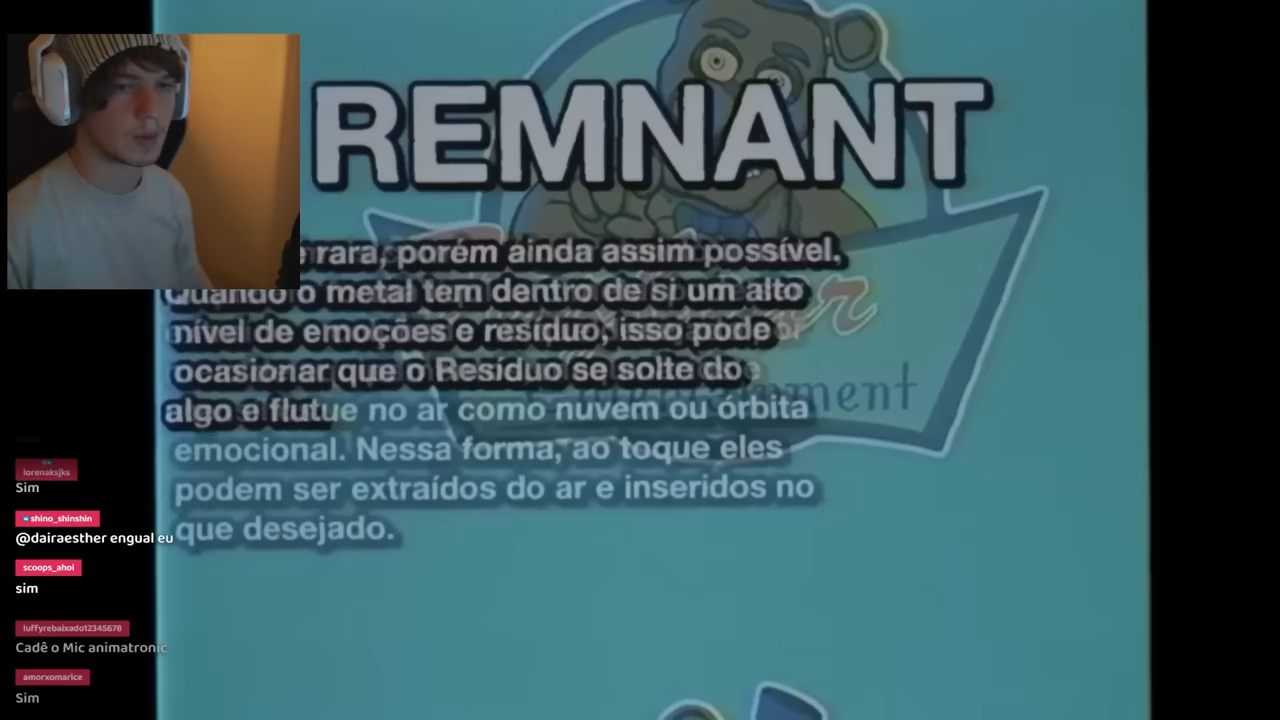 REMNANT
rara, porém ainda assim possível.
Quando o metal tem dentro de si um alto
nível de emoções e resíduo, isso pode
ocasionar que o Resíduo se solte do
algo e flutue no ar como nuvem ou órbita
emocional. Nessa forma, ao toque eles
podem ser extraídos do ar e inseridos no
que desejado.
lorenaksjks
Sim
shino_shinshin
@dairaesther engual eu
scoops_ahoi
sim
luffyrebaixado12345678
Cadê o Mic animatronic
amorxomarice
Sim